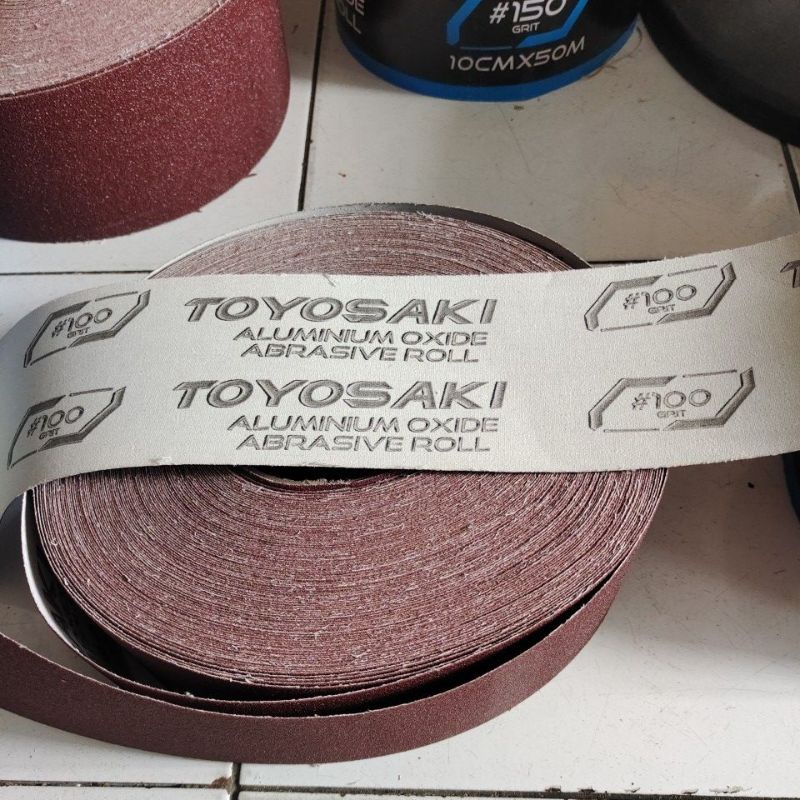 ROLL
#150
GRIT
10CMX50M
#100
GRIT
TOYOSAKI
ALUMINIUM OXIDE
ABRASIVE ROLL
#100
GRIT
#100
GRIT
TOYOSAKI
ALUMINIUM OXIDE
ABRASIVE ROLL
#100
GRIT